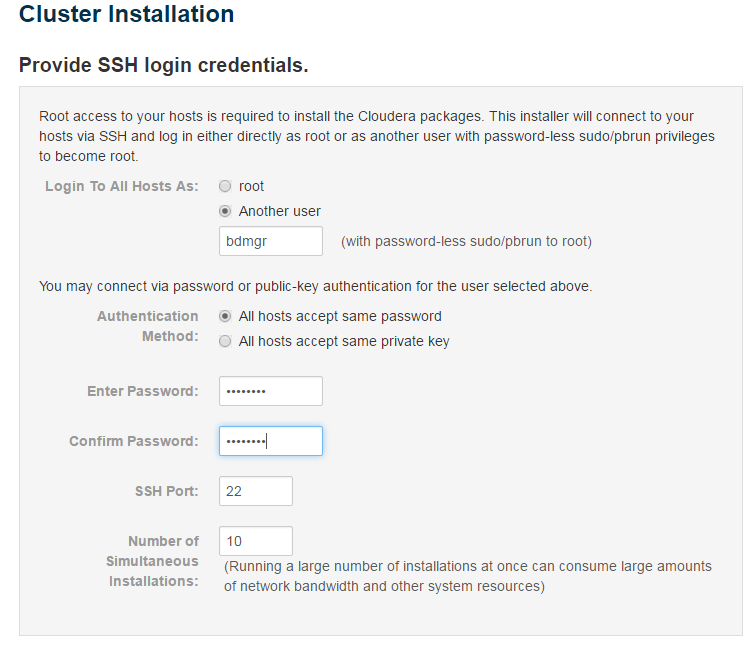 Cluster Installation
Provide SSH login credentials.
Root access to your hosts is required to install the Cloudera packages. This installer will connect to your
hosts via SSH and log in either directly as root or as another user with password-less sudo/pbrun privileges
to become root.
Login To All Hosts As: root
Another user
bdmgr (with password-less sudo/pbrun to root)
You may connect via password or public-key authentication for the user selected above.
Authentication All hosts accept same password
Method: All hosts accept same private key
Enter Password: ••••••••
Confirm Password: ••••••••
SSH Port: 22
Number of 10
Simultaneous (Running a large number of installations at once can consume large amounts
Installations: of network bandwidth and other system resources)